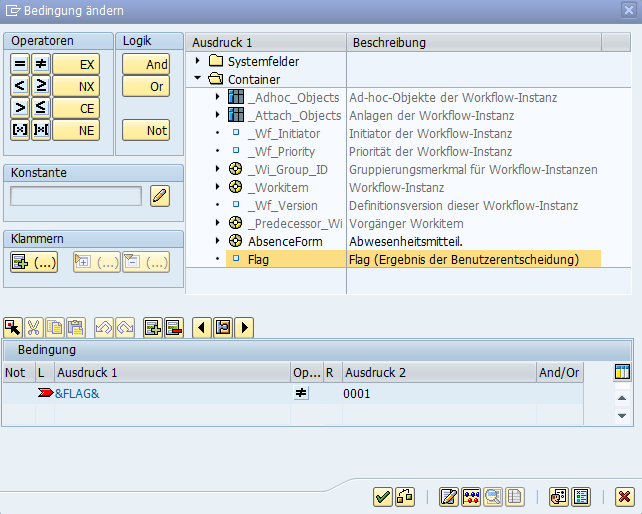 Bedingung ändern
Operatoren
Logik
= ≠ EX
< ≥ NX
> ≤ CE
[×] ]×[ NE
And
Or
Not
Konstante
Klammern
(...) (...) (...)
Ausdruck 1 Beschreibung
Systemfelder
Container
_Adhoc_Objects Ad-hoc-Objekte der Workflow-Instanz
_Attach_Objects Anlagen der Workflow-Instanz
_Wf_Initiator Initiator der Workflow-Instanz
_Wf_Priority Priorität der Workflow-Instanz
_Wi_Group_ID Gruppierungsmerkmal für Workflow-Instanzen
_Workitem Workflow-Instanz
_Wf_Version Definitionsversion dieser Workflow-Instanz
_Predecessor_Wi Vorgänger Workitem
AbsenceForm Abwesenheitsmitteil.
Flag Flag (Ergebnis der Benutzerentscheidung)
Bedingung
Not L Ausdruck 1 Op... R Ausdruck 2 And/Or
&FLAG& ≠ 0001